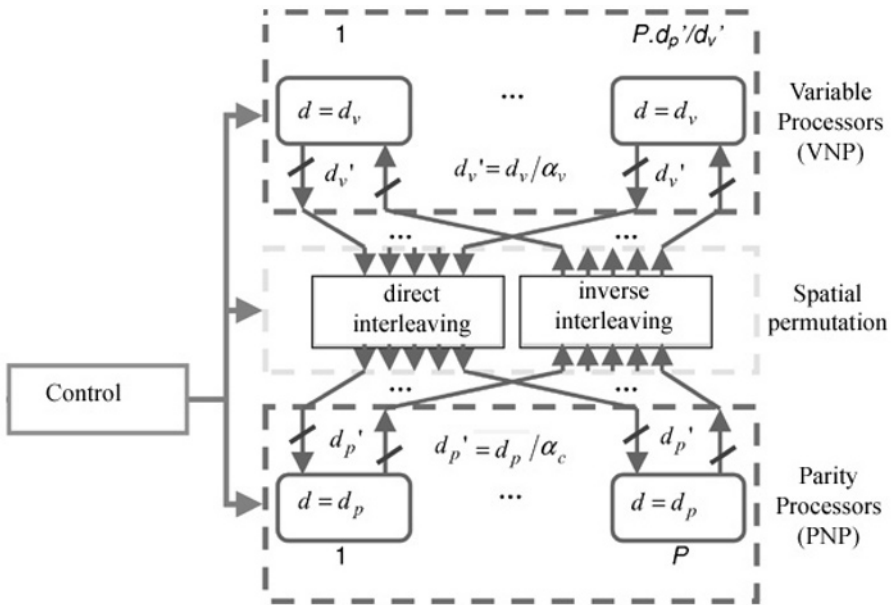 1
P.dp'/dv'
...
d = dv
d = dv
Variable
Processors
(VNP)
dv'
dv' = dv/αv
dv'
...
...
direct
interleaving
inverse
interleaving
Spatial
permutation
Control
...
...
dp'
dp' = dp/αc
dp'
...
d = dp
d = dp
Parity
Processors
(PNP)
1
P